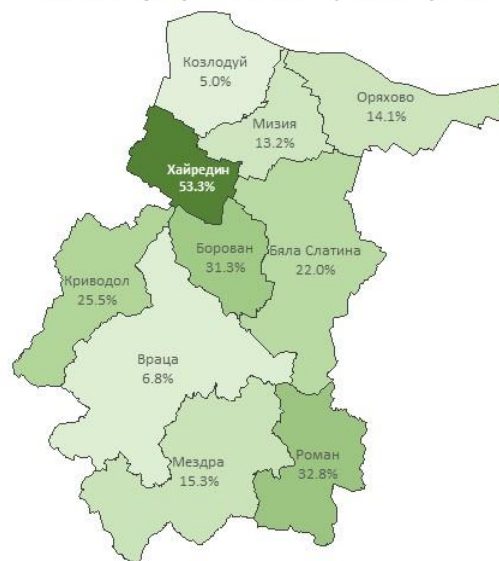 Козлодуй
5.0%
Оряхово
14.1%
Мизия
13.2%
Хайредин
53.3%
Борован
31.3%
Бяла Слатина
22.0%
Криводол
25.5%
Враца
6.8%
Мездра
15.3%
Роман
32.8%